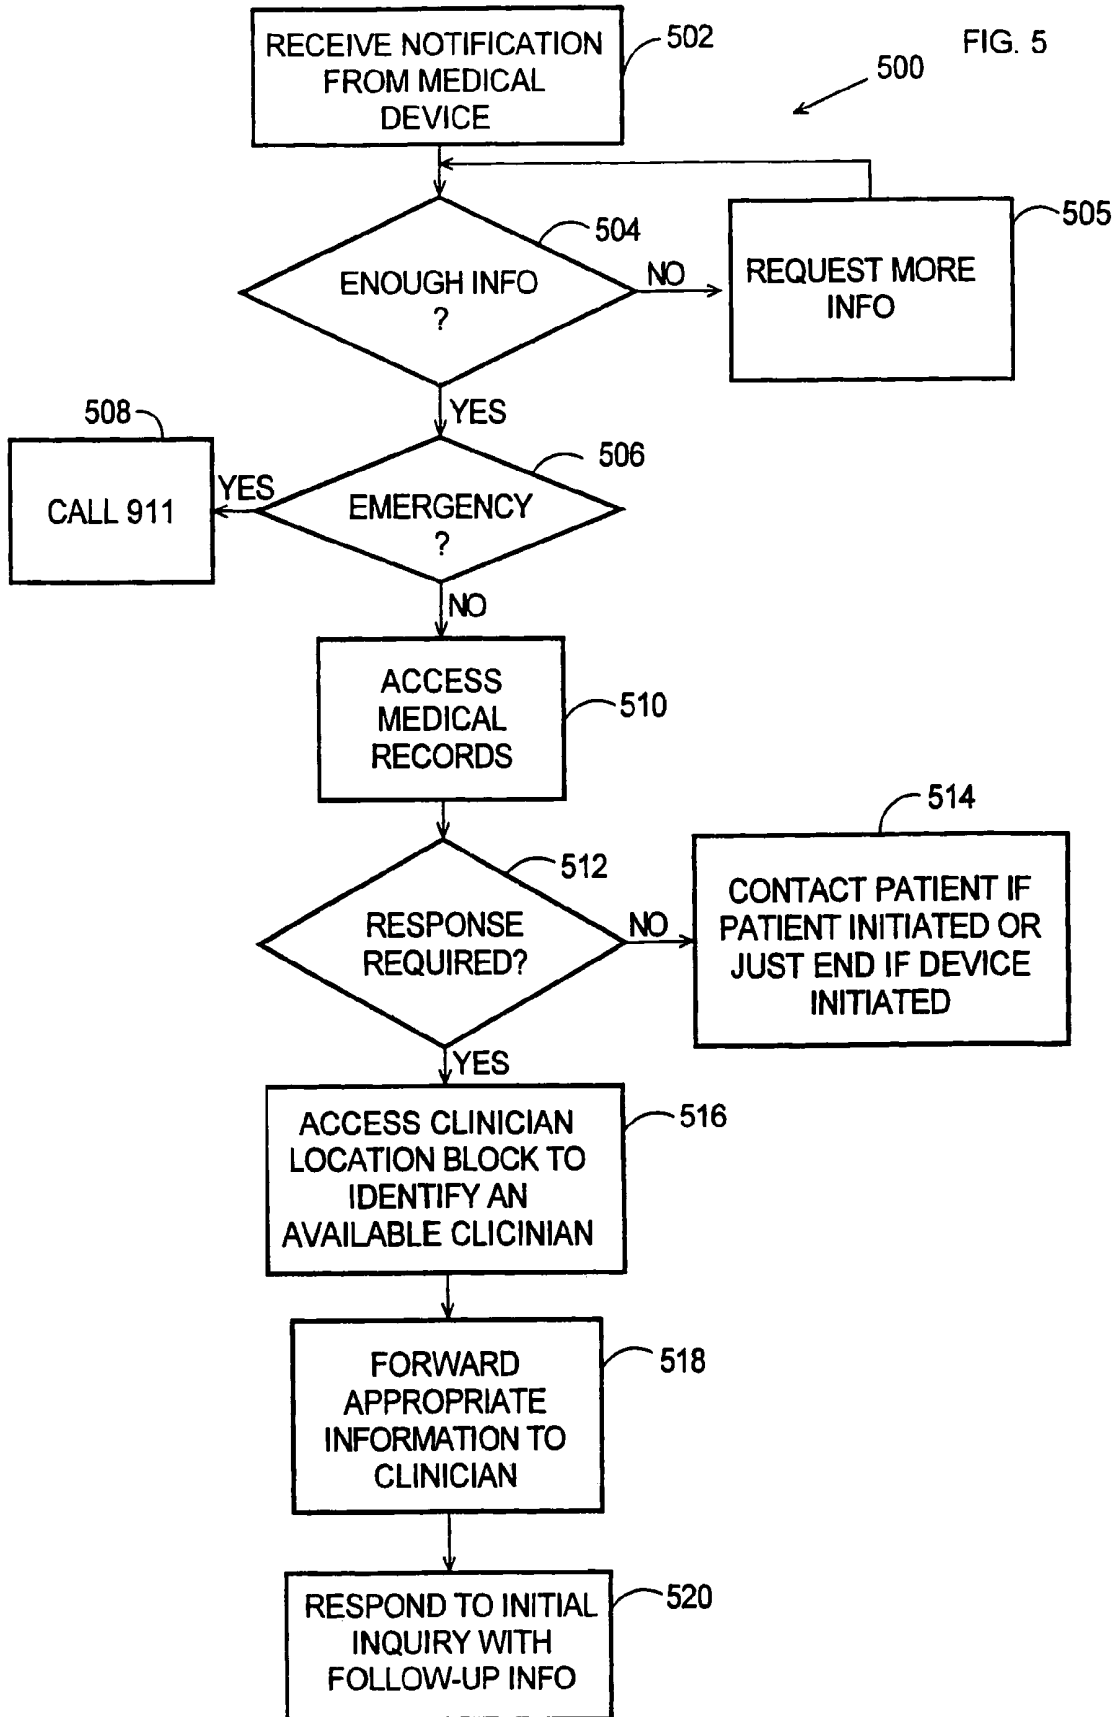 RECEIVE NOTIFICATION
FROM MEDICAL
DEVICE
502
FIG. 5
500
504
ENOUGH INFO
?
NO
505
REQUEST MORE
INFO
YES
508
CALL 911
YES
506
EMERGENCY
?
NO
ACCESS
MEDICAL
RECORDS
510
512
RESPONSE
REQUIRED?
NO
514
CONTACT PATIENT IF
PATIENT INITIATED OR
JUST END IF DEVICE
INITIATED
YES
ACCESS CLINICIAN
LOCATION BLOCK TO
IDENTIFY AN
AVAILABLE CLICINIAN
516
FORWARD
APPROPRIATE
INFORMATION TO
CLINICIAN
518
RESPOND TO INITIAL
INQUIRY WITH
FOLLOW-UP INFO
520